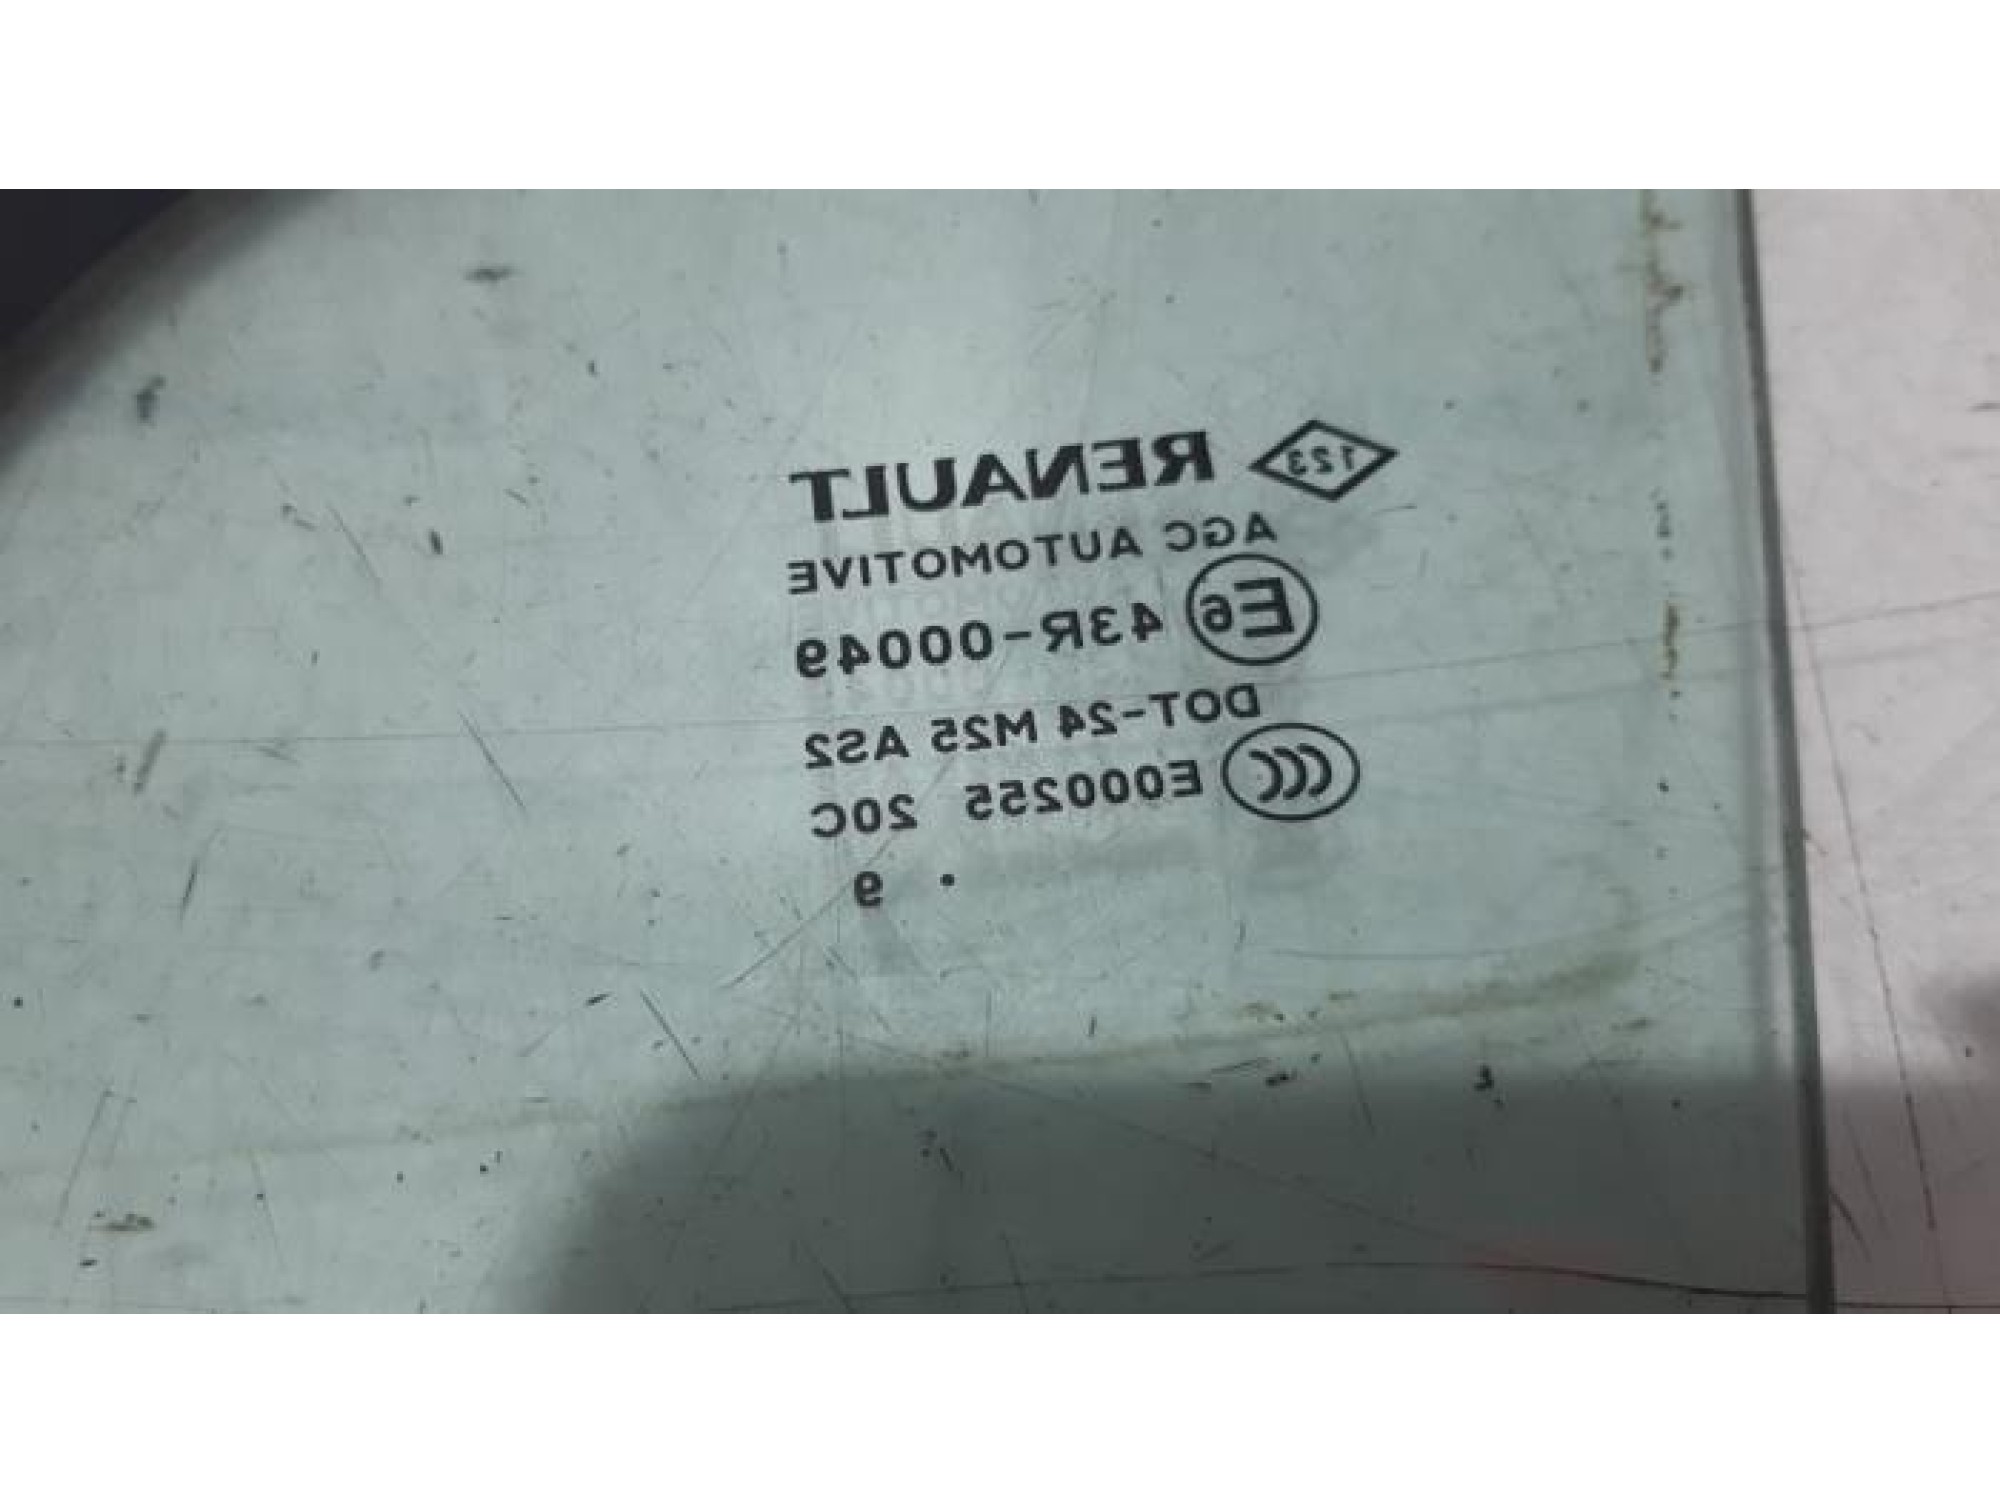 123 RENAULT
AGC AUTOMOTIVE
E6 43R-00049
DOT-24 M25 AS2
CCC E000255 20C
. 9